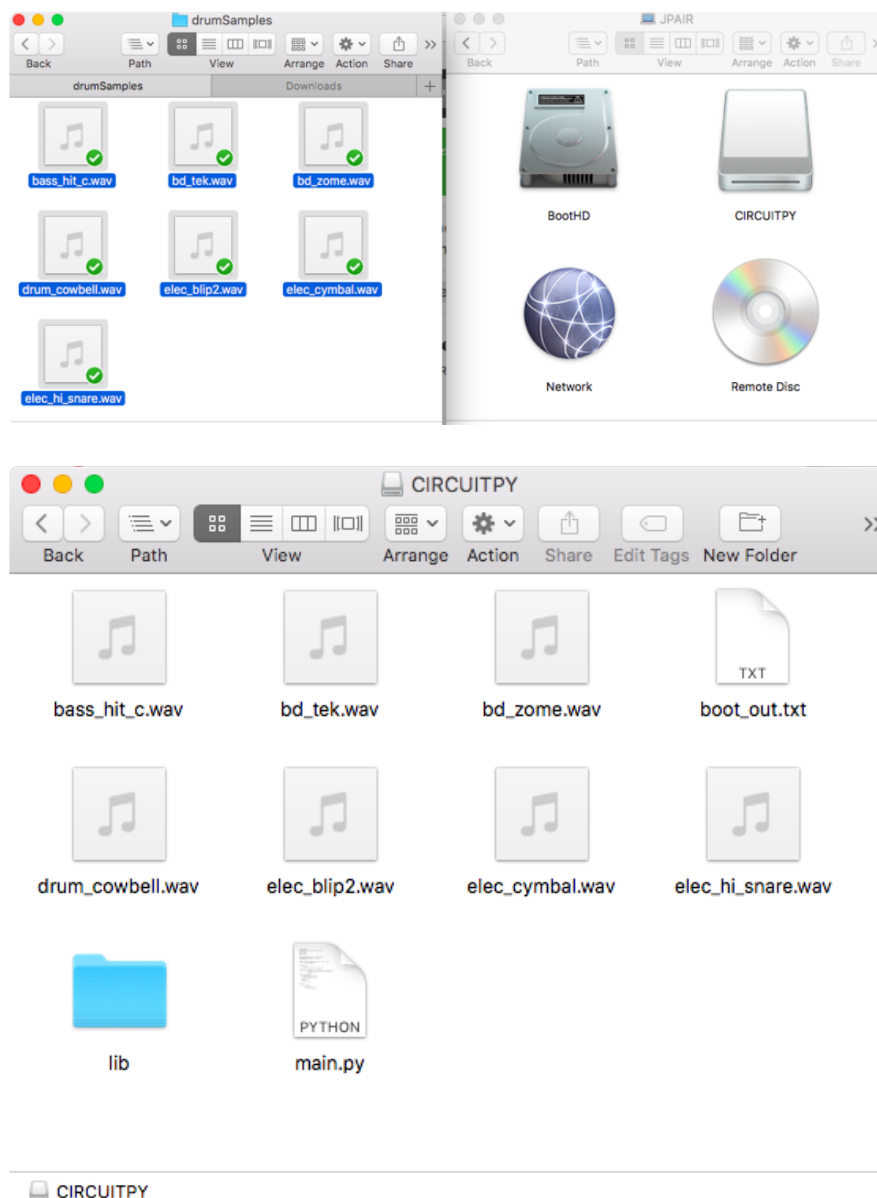 drumSamples
Back Path View Arrange Action Share
drumSamples Downloads
bass_hit_c.wav bd_tek.wav bd_zome.wav
drum_cowbell.wav elec_blip2.wav elec_cymbal.wav
elec_hi_snare.wav
JPAIR
Back Path View Arrange Action Share
BootHD CIRCUITPY
Network Remote Disc
CIRCUITPY
Back Path View Arrange Action Share Edit Tags New Folder
TXT
bass_hit_c.wav bd_tek.wav bd_zome.wav boot_out.txt
drum_cowbell.wav elec_blip2.wav elec_cymbal.wav elec_hi_snare.wav
PYTHON
lib main.py
CIRCUITPY